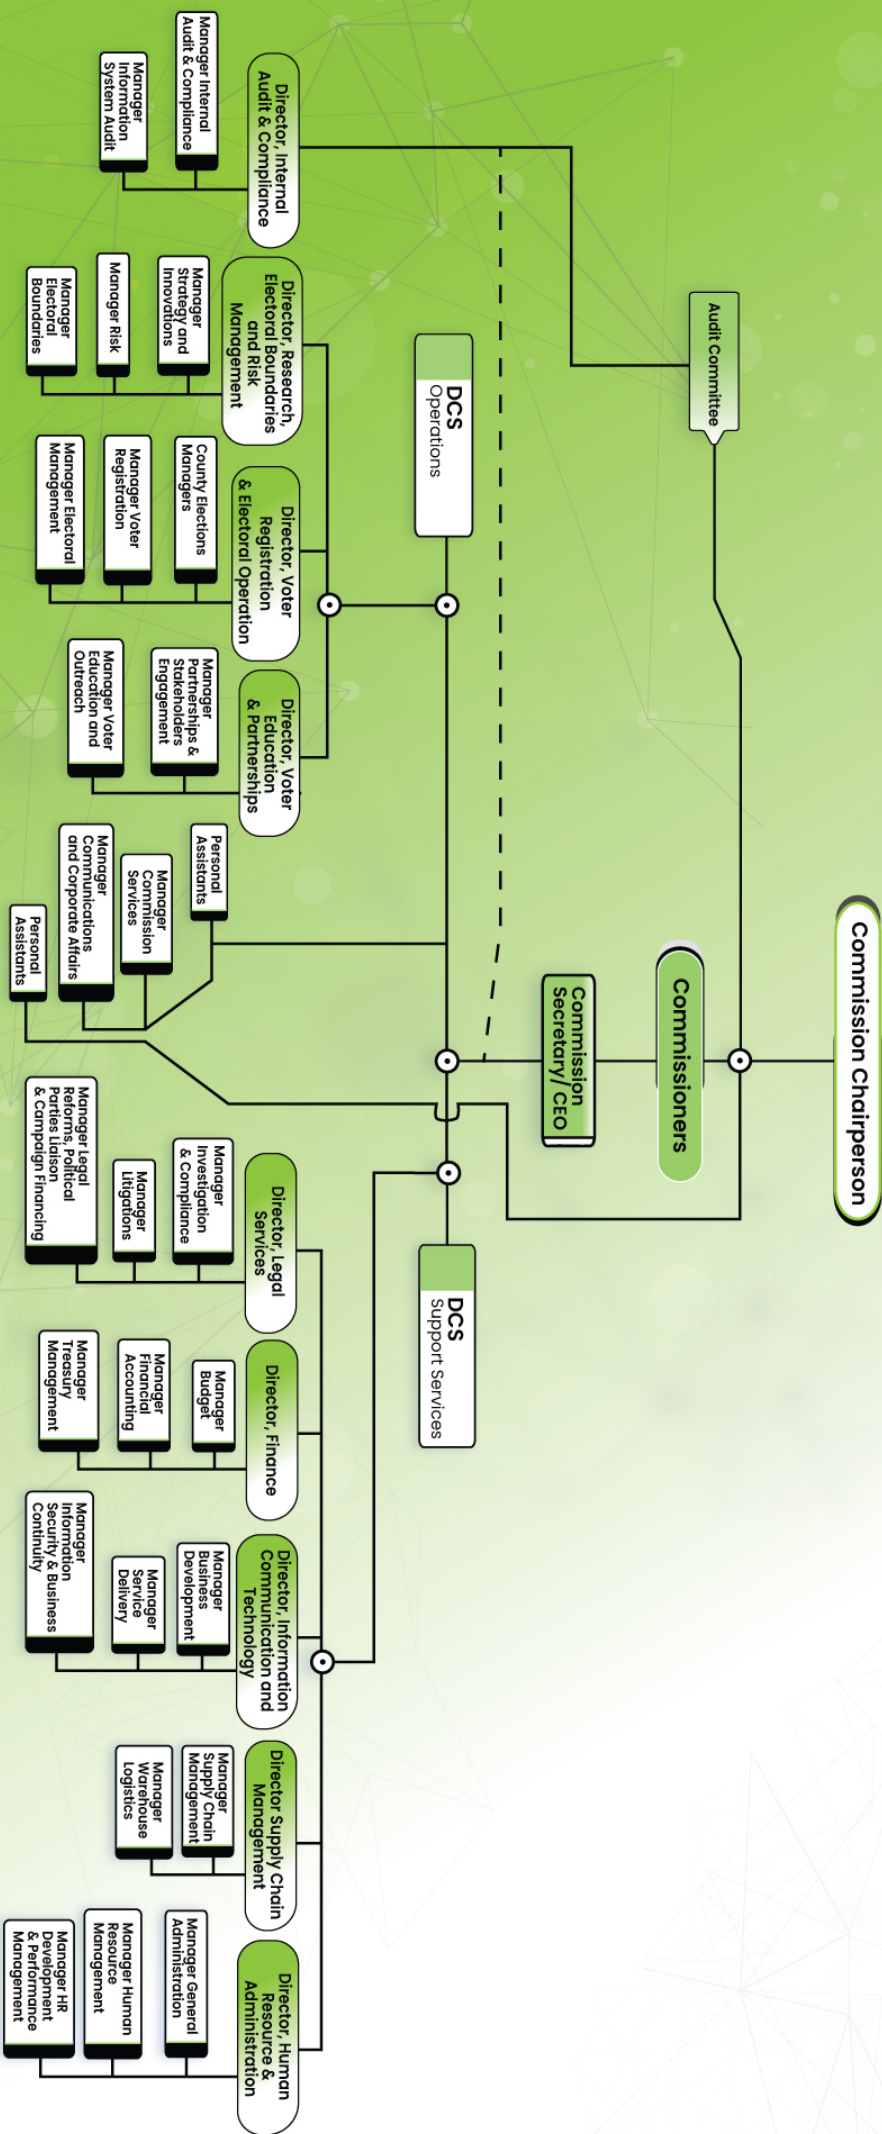 Commission Chairperson
Audit Committee
Commissioners
Commission
Secretary/ CEO
DCS
Operations
DCS
Support Services
Director, Internal
Audit & Compliance
Manager Internal
Audit & Compliance
Manager
Information
System Audit
Director, Research,
Electoral Boundaries
and Risk
Management
Manager
Strategy and
Innovations
Manager Risk
Manager
Electoral
Boundaries
Director, Voter
Registration
& Electoral Operation
County Elections
Managers
Manager Voter
Registration
Manager Electoral
Management
Director, Voter
Education
& Partnerships
Manager
Partnerships &
Stakeholders
Engagement
Manager Voter
Education and
Outreach
Personal
Assistants
Manager
Commission
Services
Manager
Communications
and Corporate Affairs
Personal
Assistants
Director, Legal
Services
Manager
Investigation
& Compliance
Manager
Litigations
Manager Legal
Reforms, Political
Parties Liaison
& Campaign Financing
Director, Finance
Manager
Budget
Manager
Financial
Accounting
Manager
Treasury
Management
Director, Information
Communication and
Technology
Manager
Business
Development
Manager
Service
Delivery
Manager
Information
Security & Business
Continuity
Director Supply Chain
Management
Manager
Supply Chain
Management
Manager
Warehouse
Logistics
Director, Human
Resource &
Administration
Manager General
Administration
Manager Human
Resource
Management
Manager HR
Development
& Performance
Management